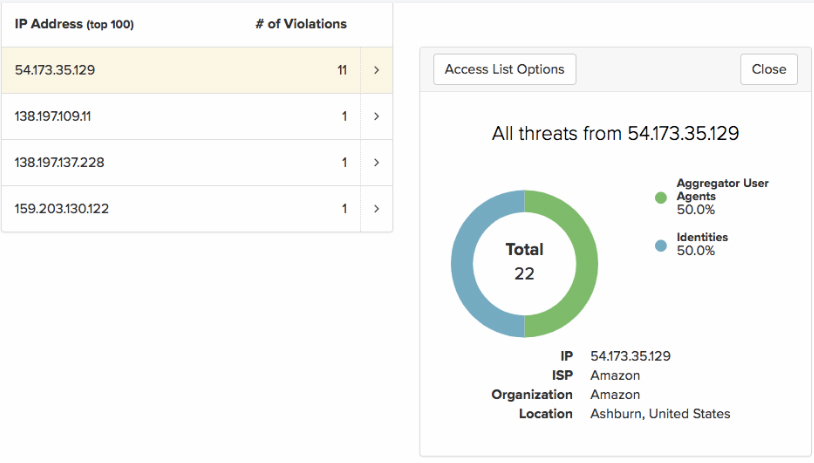 IP Address (top 100) # of Violations
54.173.35.129 11
138.197.109.11 1
138.197.137.228 1
159.203.130.122 1
Access List Options Close
All threats from 54.173.35.129
Total
22
Aggregator User
Agents
50.0%
Identities
50.0%
IP 54.173.35.129
ISP Amazon
Organization Amazon
Location Ashburn, United States